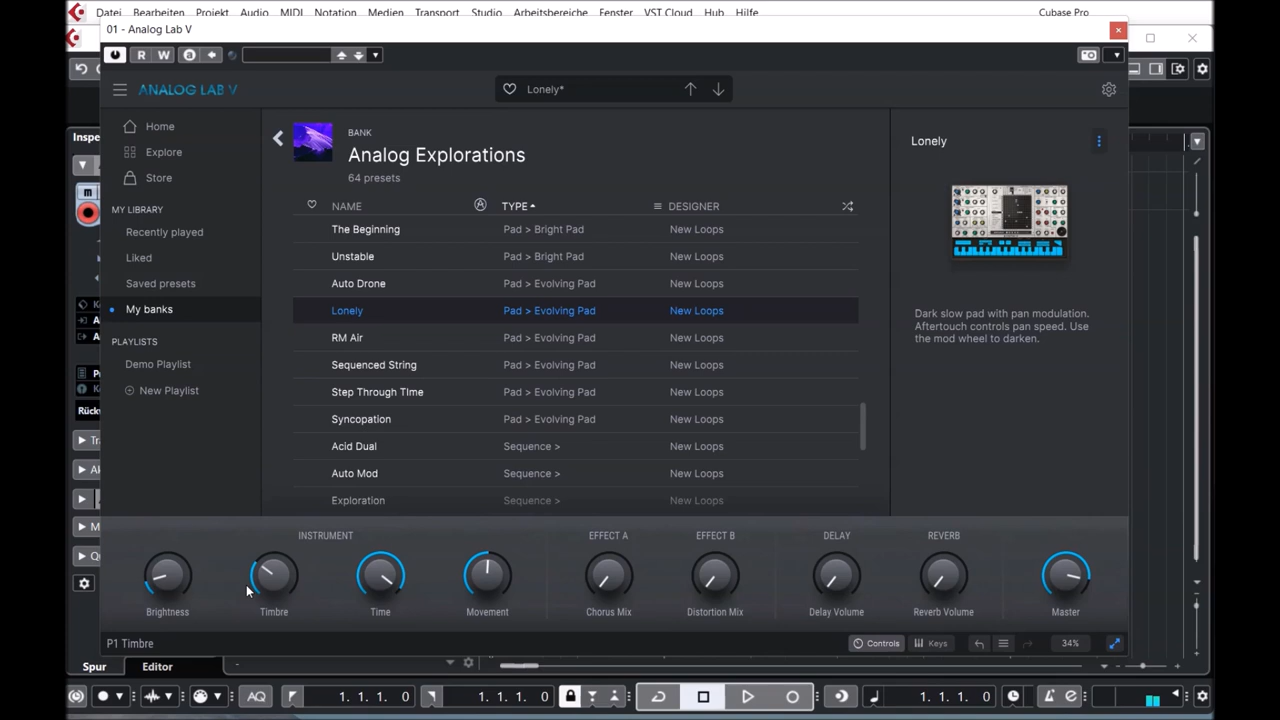 Datei Bearbeiten Projekt Audio MIDI Notation Medien Transport Studio Arbeitsbereiche Fenster VST Cloud Hub Hilfe Cubase Pro
01 - Analog Lab V
R W
ANALOG LAB V
Lonely*
Home
Explore
Store
MY LIBRARY
Recently played
Liked
Saved presets
My banks
PLAYLISTS
Demo Playlist
New Playlist
BANK
Analog Explorations
64 presets
NAME TYPE DESIGNER
The Beginning Pad > Bright Pad New Loops
Unstable Pad > Bright Pad New Loops
Auto Drone Pad > Evolving Pad New Loops
Lonely Pad > Evolving Pad New Loops
RM Air Pad > Evolving Pad New Loops
Sequenced String Pad > Evolving Pad New Loops
Step Through TIme Pad > Evolving Pad New Loops
Syncopation Pad > Evolving Pad New Loops
Acid Dual Sequence > New Loops
Auto Mod Sequence > New Loops
Exploration Sequence > New Loops
Lonely
Dark slow pad with pan modulation.
Aftertouch controls pan speed. Use
the mod wheel to darken.
INSTRUMENT EFFECT A EFFECT B DELAY REVERB
Brightness Timbre Time Movement Chorus Mix Distortion Mix Delay Volume Reverb Volume Master
P1 Timbre
Controls Keys 34%
Inspe
m
Rückw
Spur Editor
AQ 1. 1. 1. 0 1. 1. 1. 0 1. 1. 1. 0